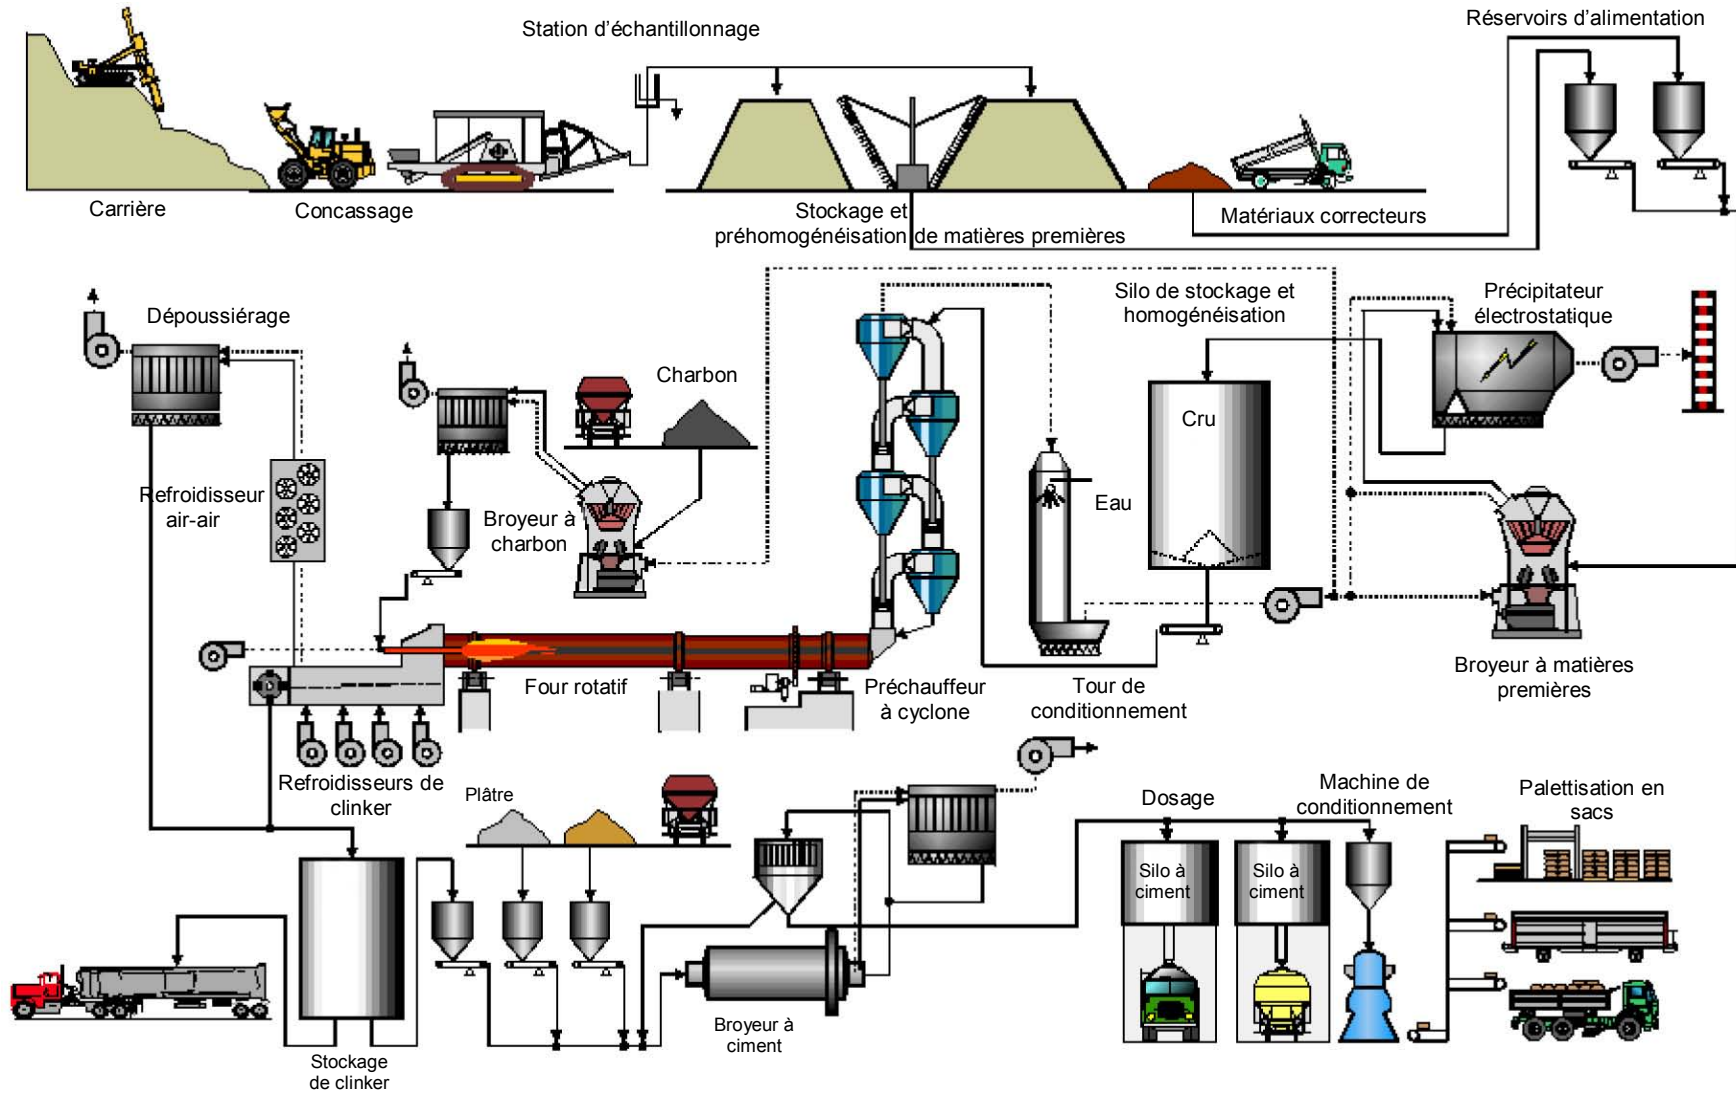 Station d'échantillonnage
Réservoirs d'alimentation
Carrière
Concassage
Stockage et
préhomogénéisation de matières premières
Matériaux correcteurs
Dépoussiérage
Charbon
Silo de stockage et
homogénéisation
Précipitateur
électrostatique
Cru
Refroidisseur
air-air
Broyeur à
charbon
Eau
Four rotatif
Préchauffeur
à cyclone
Tour de
conditionnement
Broyeur à matières
premières
Refroidisseurs de
clinker
Plâtre
Dosage
Machine de
conditionnement
Palettisation en
sacs
Silo à
ciment
Silo à
ciment
Broyeur à
ciment
Stockage
de clinker